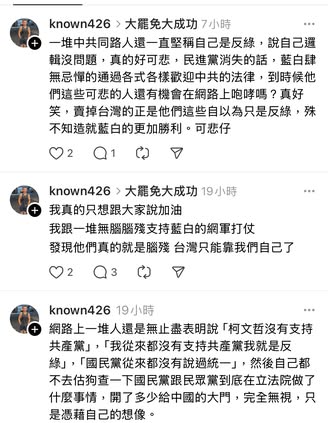 known426 > 大罷免大成功 7小時
一堆中共同路人還一直堅稱自己是反綠，說自己邏
輯沒問題，真的好可悲，民進黨消失的話，藍白肆
無忌憚的通過各式各樣歡迎中共的法律，到時候他
們這些可悲的人還有機會在網路上咆哮嗎？真好
笑，賣掉台灣的正是他們這些自以為只是反綠，殊
不知造就藍白的更加勝利。可悲仔
2 1
known426 > 大罷免大成功 19小時
我真的只想跟大家說加油
我跟一堆無腦腦殘支持藍白的網軍打仗
發現他們真的就是腦殘 台灣只能靠我們自己了
2 3
known426 19小時
網路上一堆人還是無止盡表明說「柯文哲沒有支持
共產黨」，「我從來都沒有支持共產黨我就是反
綠」，「國民黨從來都沒有說過統一」，然後自己都
不去估狗查一下國民黨跟民眾黨到底在立法院做了
什麼事情，開了多少給中國的大門，完全無視，只
是憑藉自己的想像。